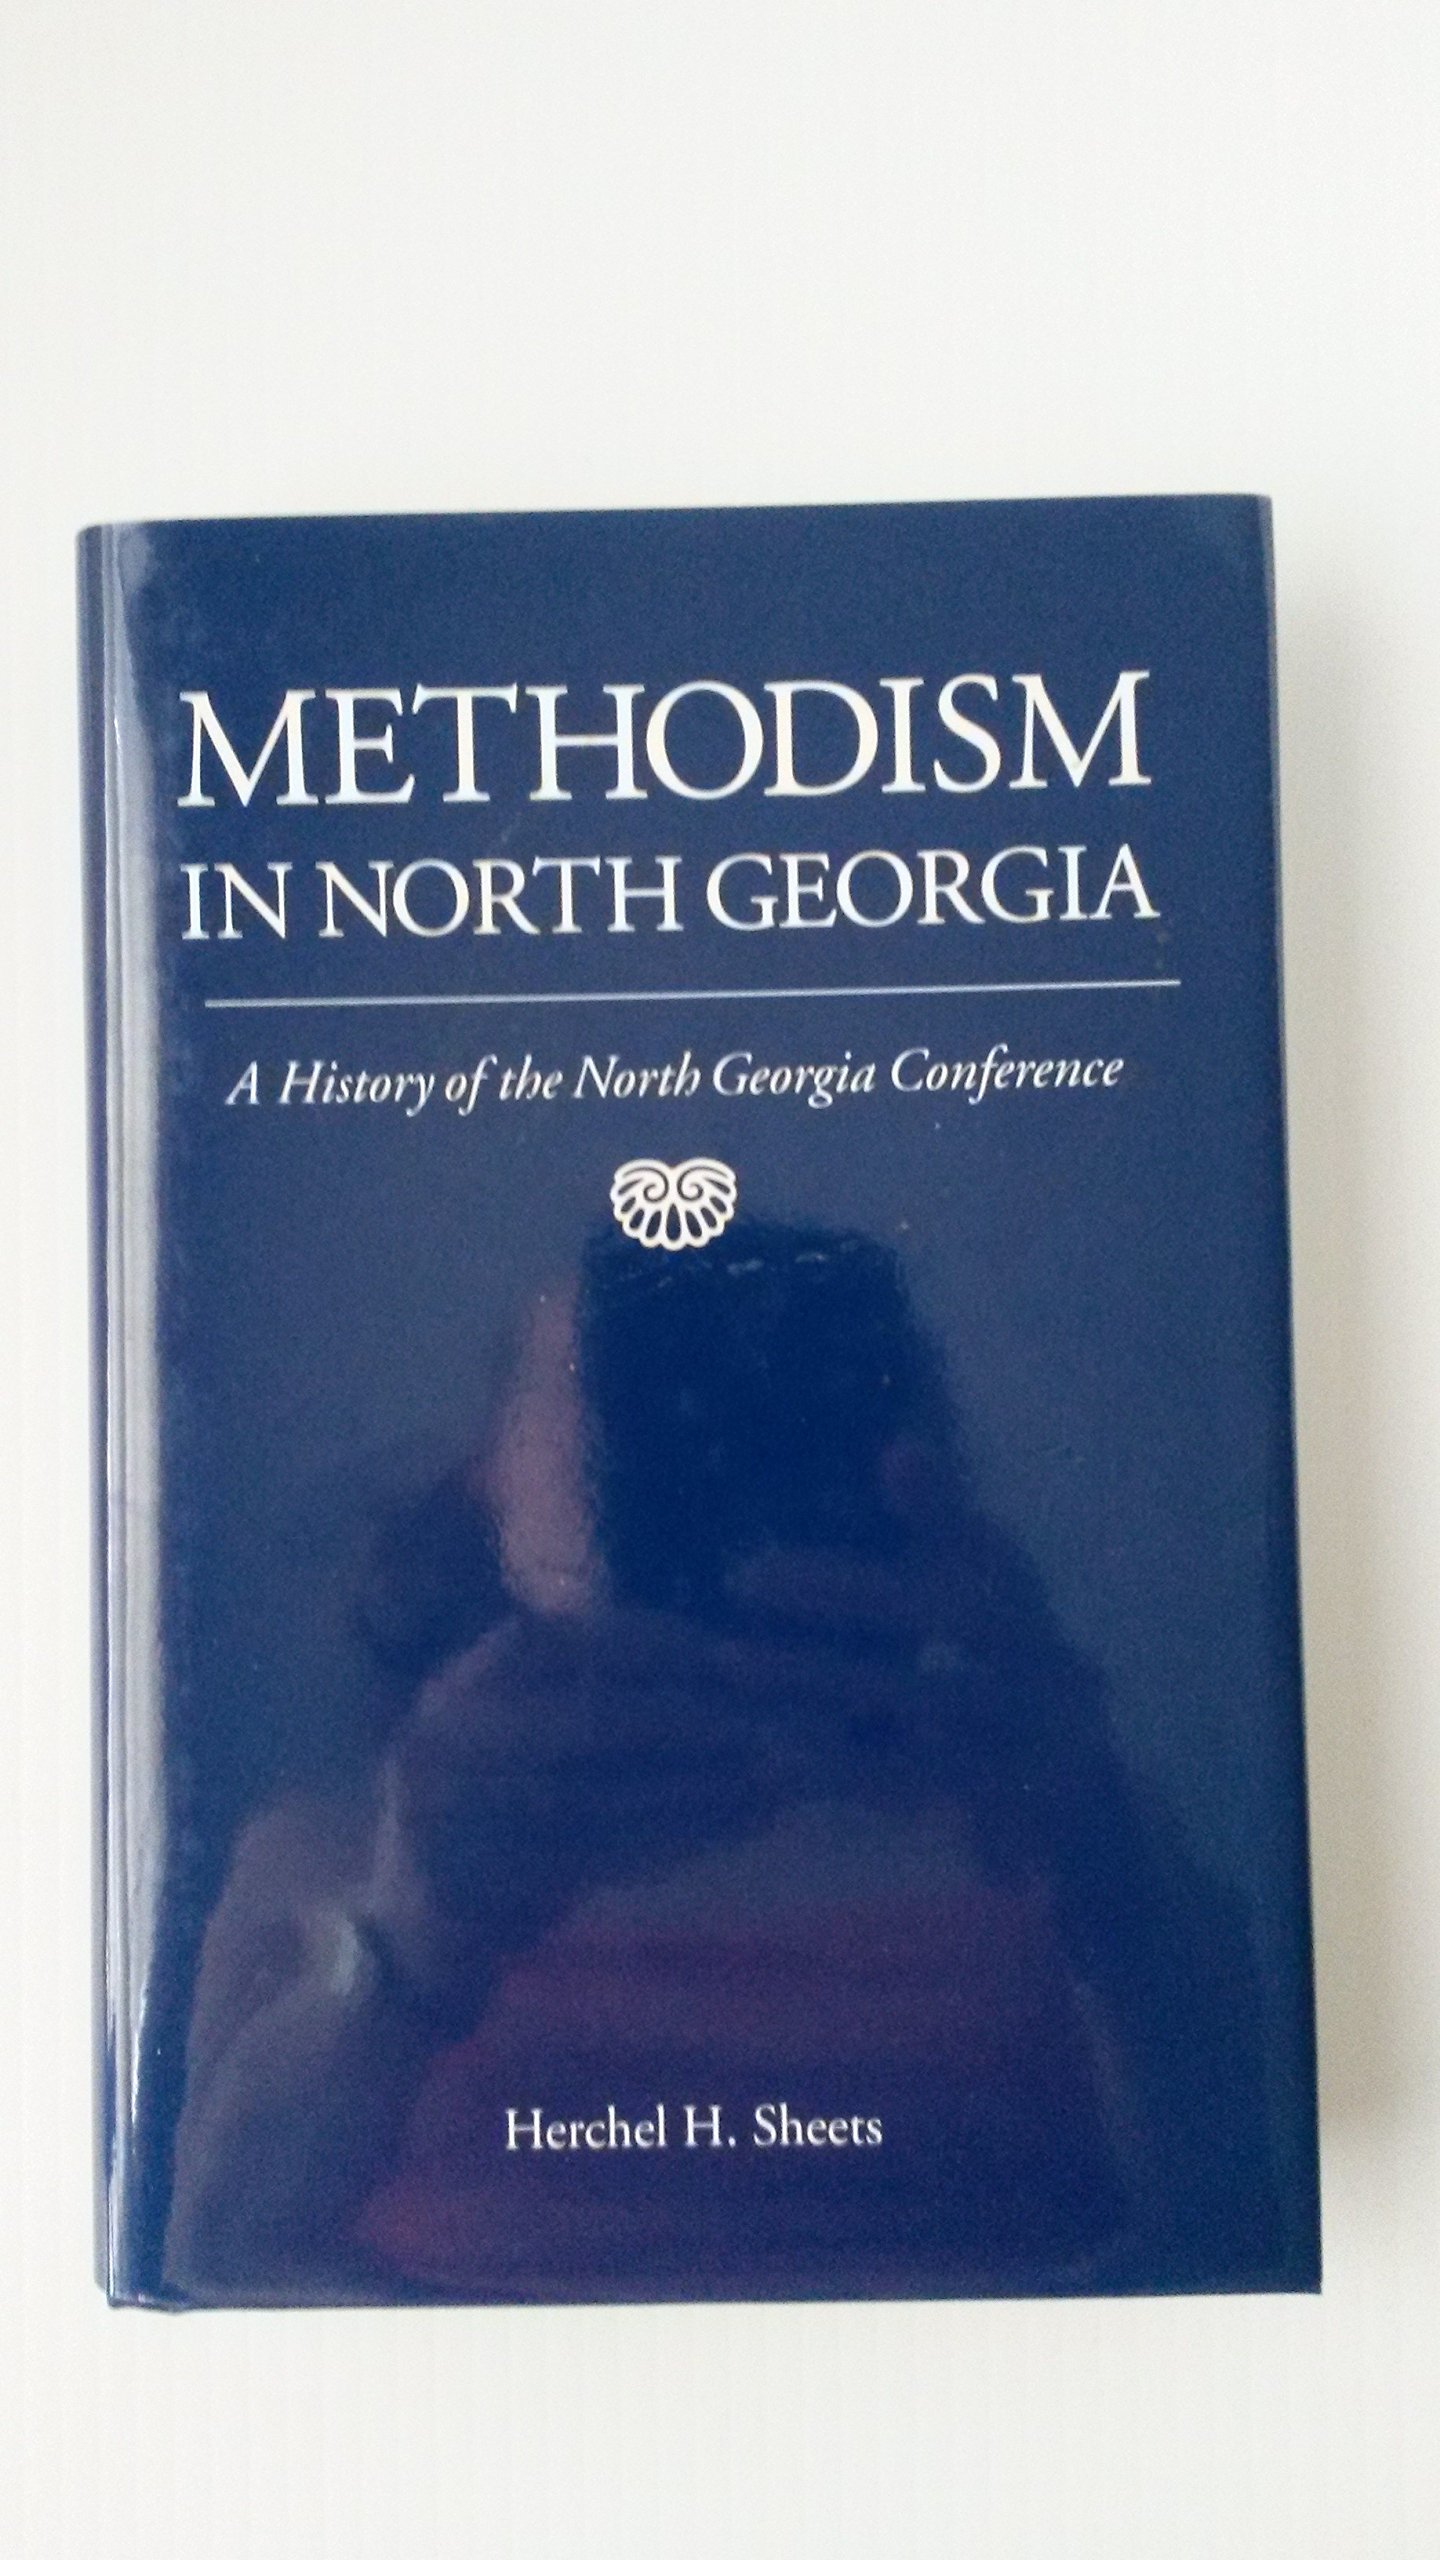 METHODISM
IN NORTH GEORGIA
A History of the North Georgia Conference
Herchel H. Sheets